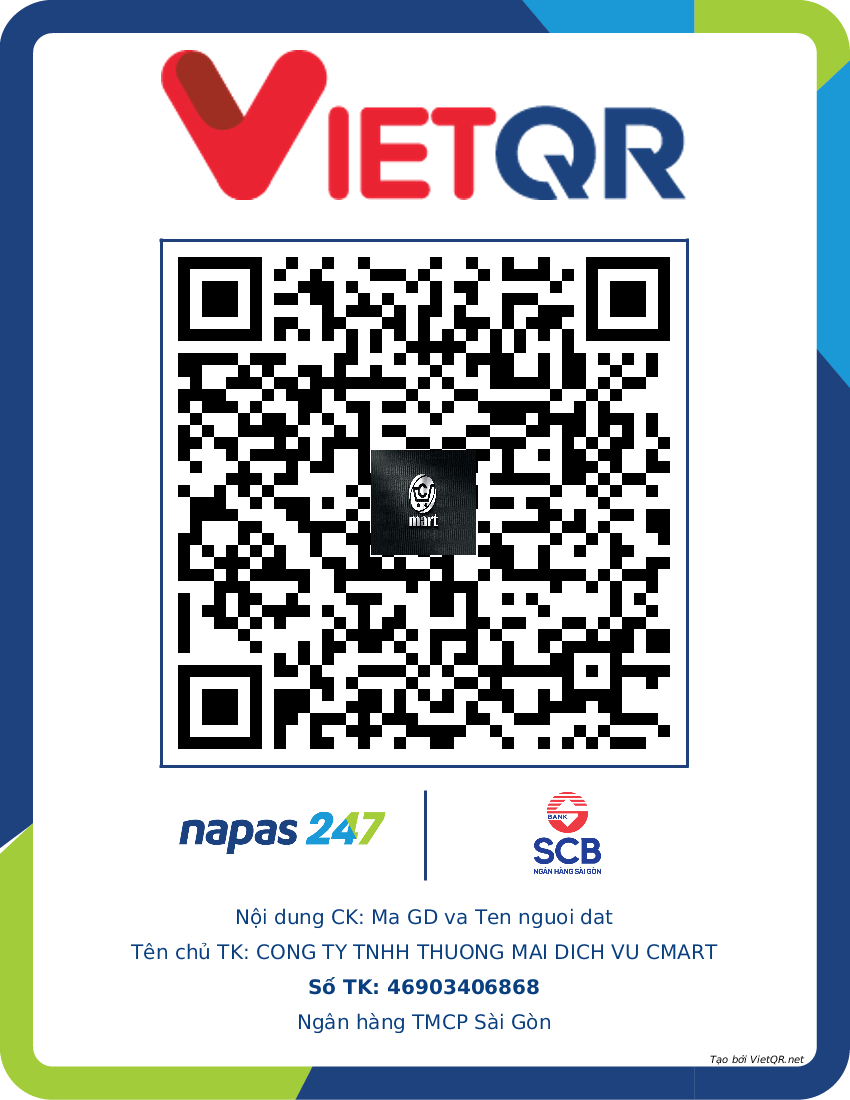 VIETQR
mart
napas 247
BANK
SCB
NGÂN HÀNG SÀI GÒN
Nội dung CK: Ma GD va Ten nguoi dat
Tên chủ TK: CONG TY TNHH THUONG MAI DICH VU CMART
Số TK: 46903406868
Ngân hàng TMCP Sài Gòn
Tạo bởi VietQR.net